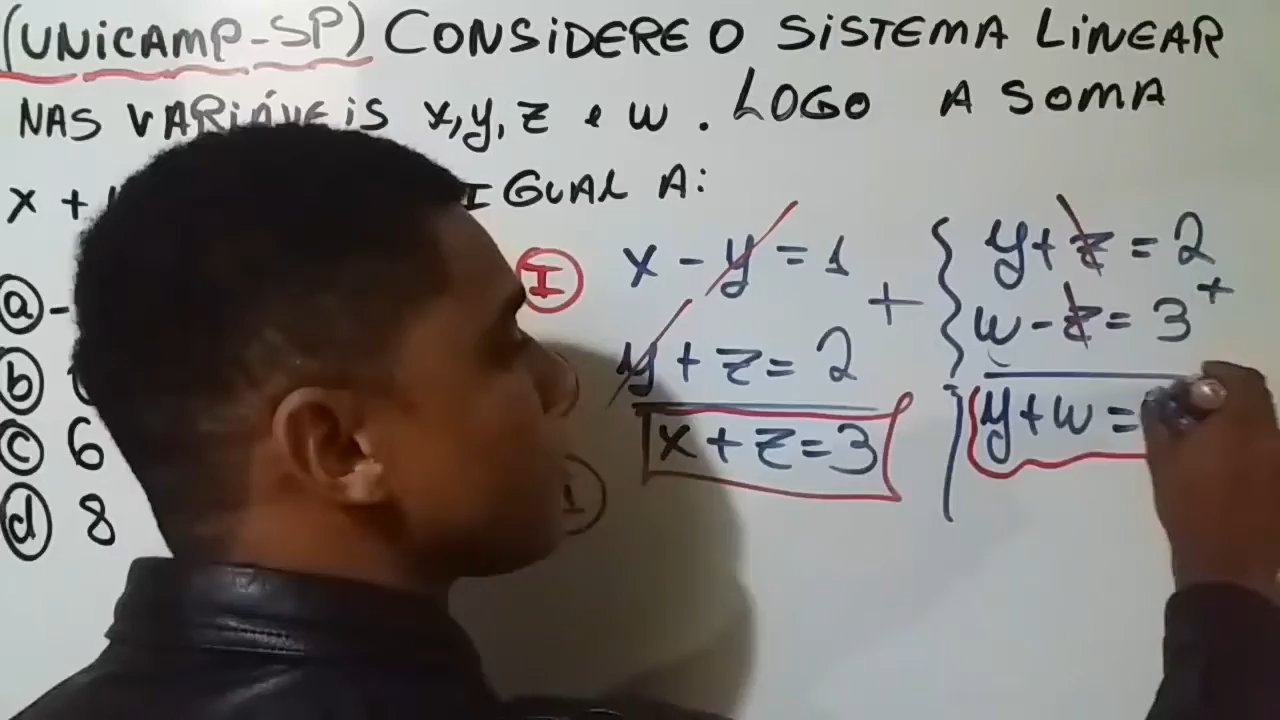 (UNICAMP-SP) CONSIDERE O SISTEMA LINEAR
NAS VARIÁVEIS x, y, z e w. LOGO A SOMA
x + IGUAL A:
a -
b
c 6
d 8
I x - y = 1
y + z = 2
x + z = 3
+
y + z = 2
w - z = 3 +
y + w =